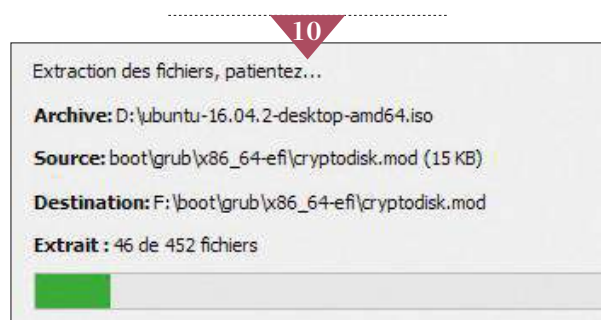 10
Extraction des fichiers, patientez...
Archive: D:\ubuntu-16.04.2-desktop-amd64.iso
Source: boot\grub\x86_64-efi\cryptodisk.mod (15 KB)
Destination: F:\boot\grub\x86_64-efi\cryptodisk.mod
Extrait : 46 de 452 fichiers